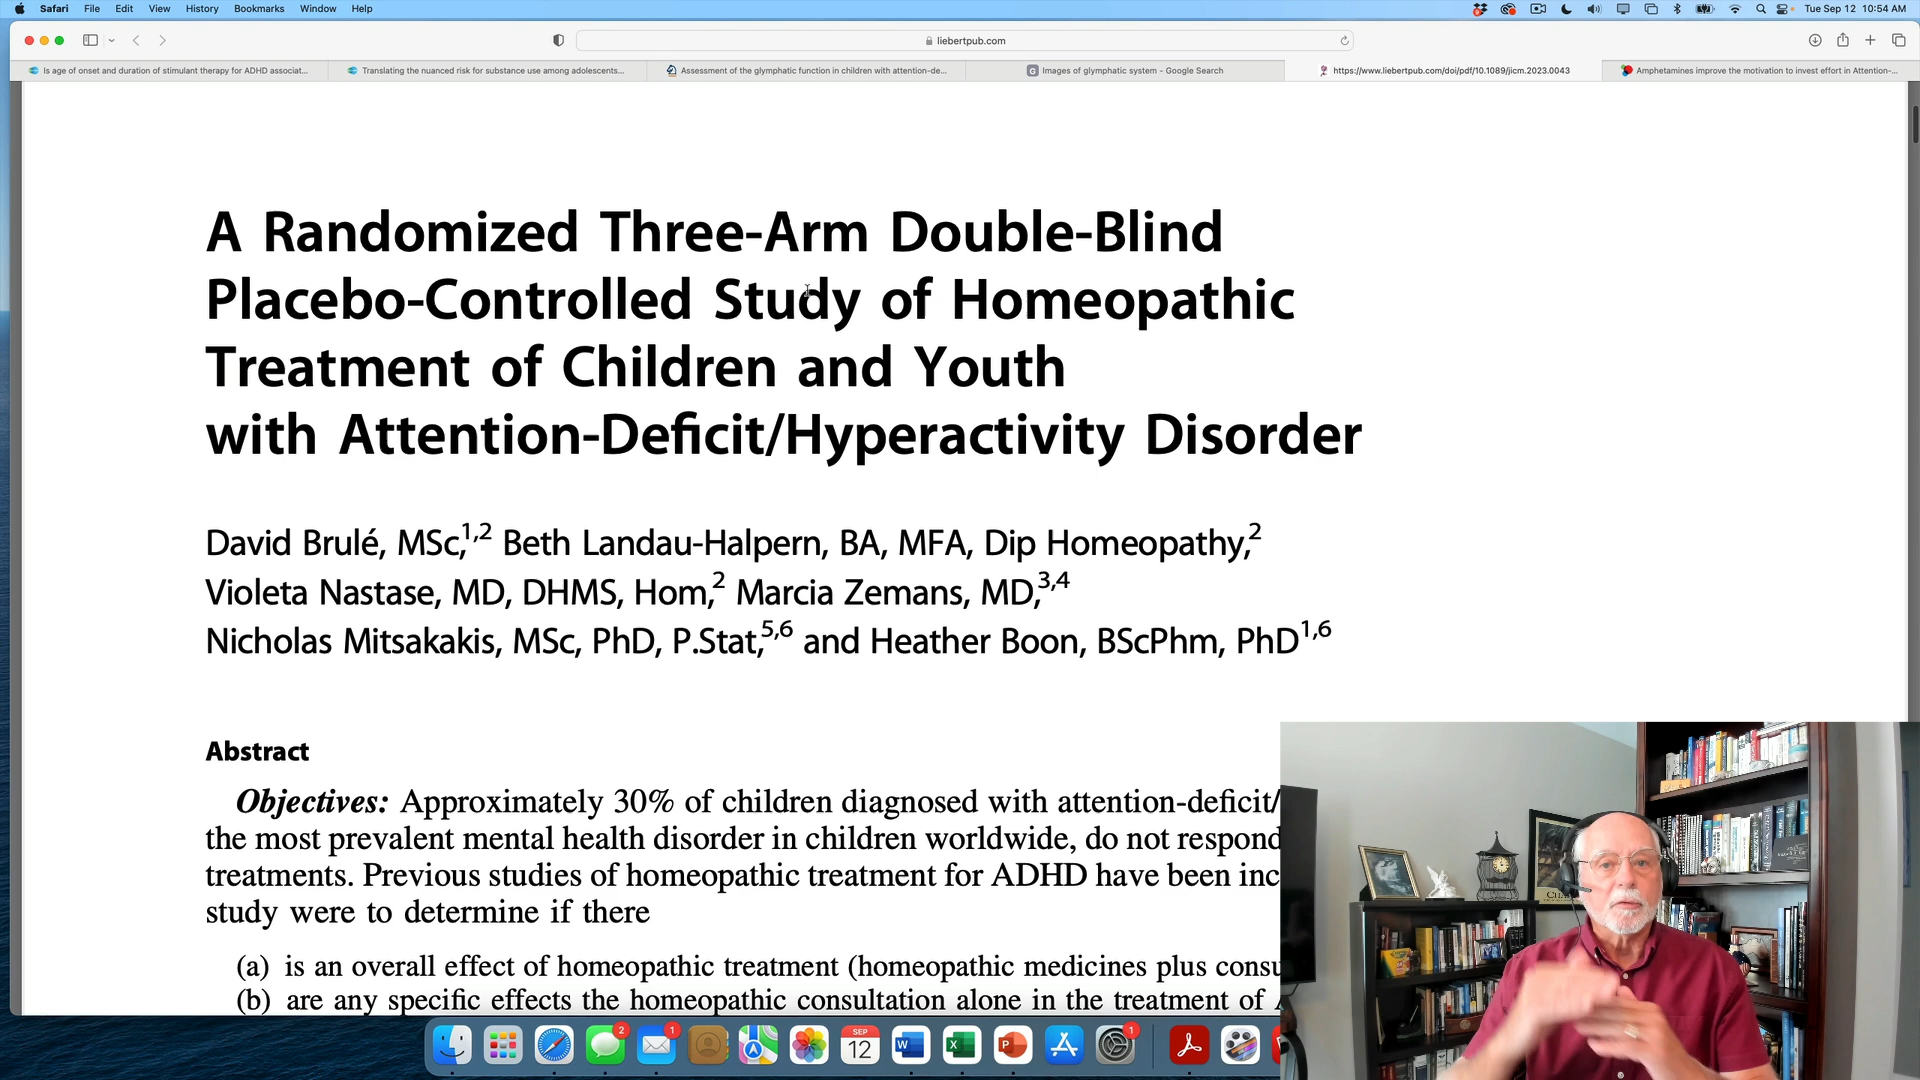 Safari File Edit View History Bookmarks Window Help
Tue Sep 12 10:54 AM
liebertpub.com
Is age of onset and duration of stimulant therapy for ADHD associat...
Translating the nuanced risk for substance use among adolescents...
Assessment of the glymphatic function in children with attention-de...
Images of glymphatic system - Google Search
https://www.liebertpub.com/doi/pdf/10.1089/jicm.2023.0043
Amphetamines improve the motivation to invest effort in Attention-...
A Randomized Three-Arm Double-Blind
Placebo-Controlled Study of Homeopathic
Treatment of Children and Youth
with Attention-Deficit/Hyperactivity Disorder
David Brulé, MSc,1,2 Beth Landau-Halpern, BA, MFA, Dip Homeopathy,2
Violeta Nastase, MD, DHMS, Hom,2 Marcia Zemans, MD,3,4
Nicholas Mitsakakis, MSc, PhD, P.Stat,5,6 and Heather Boon, BScPhm, PhD1,6
Abstract
Objectives: Approximately 30% of children diagnosed with attention-deficit/
the most prevalent mental health disorder in children worldwide, do not respond
treatments. Previous studies of homeopathic treatment for ADHD have been inc
study were to determine if there
(a) is an overall effect of homeopathic treatment (homeopathic medicines plus consu
(b) are any specific effects the homeopathic consultation alone in the treatment of
2
1
SEP
12
W
X
P
1